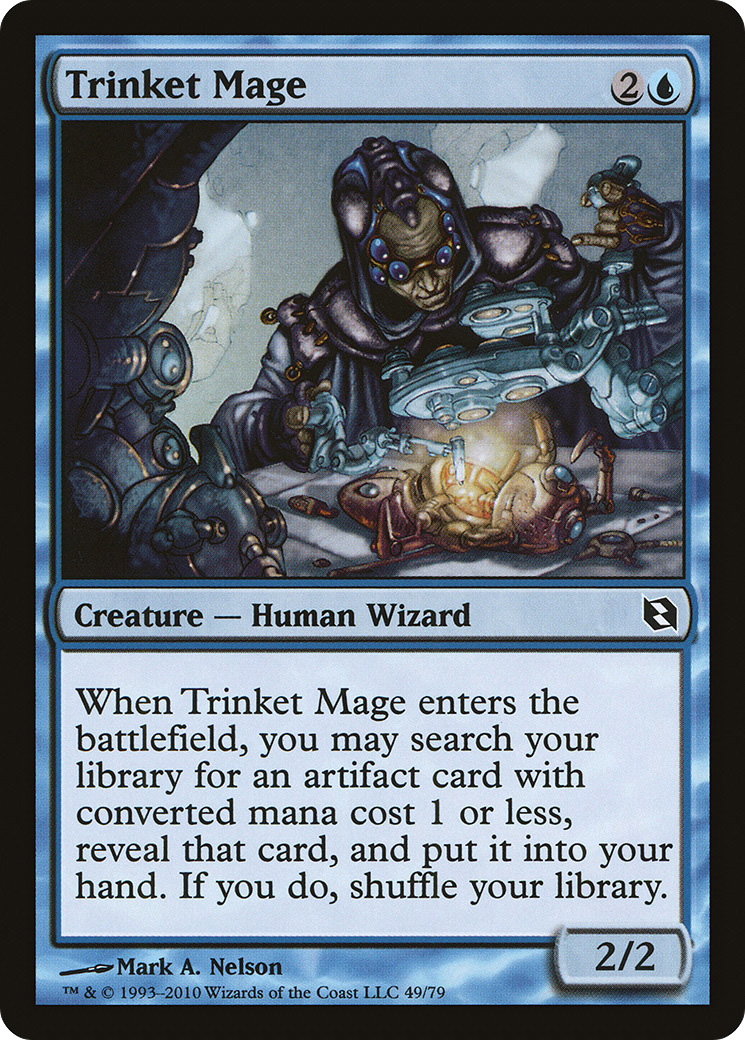 Trinket Mage 2
Creature — Human Wizard
When Trinket Mage enters the
battlefield, you may search your
library for an artifact card with
converted mana cost 1 or less,
reveal that card, and put it into your
hand. If you do, shuffle your library.
2/2
Mark A. Nelson
™ & © 1993–2010 Wizards of the Coast LLC 49/79